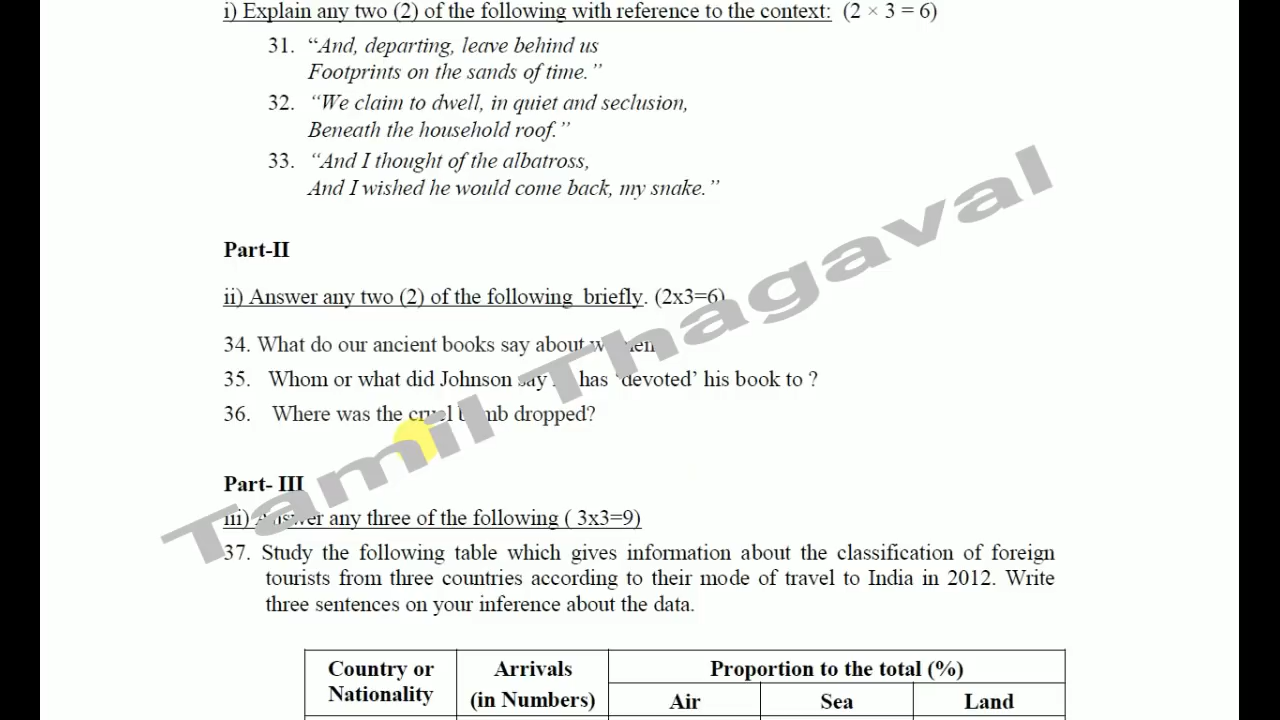 i) Explain any two (2) of the following with reference to the context: (2 × 3 = 6)
31. “And, departing, leave behind us
Footprints on the sands of time.”
32. “We claim to dwell, in quiet and seclusion,
Beneath the household roof.”
33. “And I thought of the albatross,
And I wished he would come back, my snake.”
Part-II
ii) Answer any two (2) of the following briefly. (2x3=6)
34. What do our ancient books say about
35. Whom or what did Johnson say has ‘devoted’ his book to ?
36. Where was the cruel bomb dropped?
Tamil Thagaval
Part- III
iii) Answer any three of the following ( 3x3=9)
37. Study the following table which gives information about the classification of foreign
tourists from three countries according to their mode of travel to India in 2012. Write
three sentences on your inference about the data.
Country or Nationality
Arrivals (in Numbers)
Proportion to the total (%)
Air Sea Land